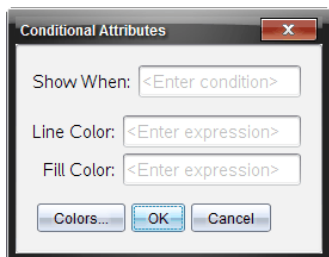 Conditional Attributes
Show When: <Enter condition>
Line Color: <Enter expression>
Fill Color: <Enter expression>
Colors... OK Cancel